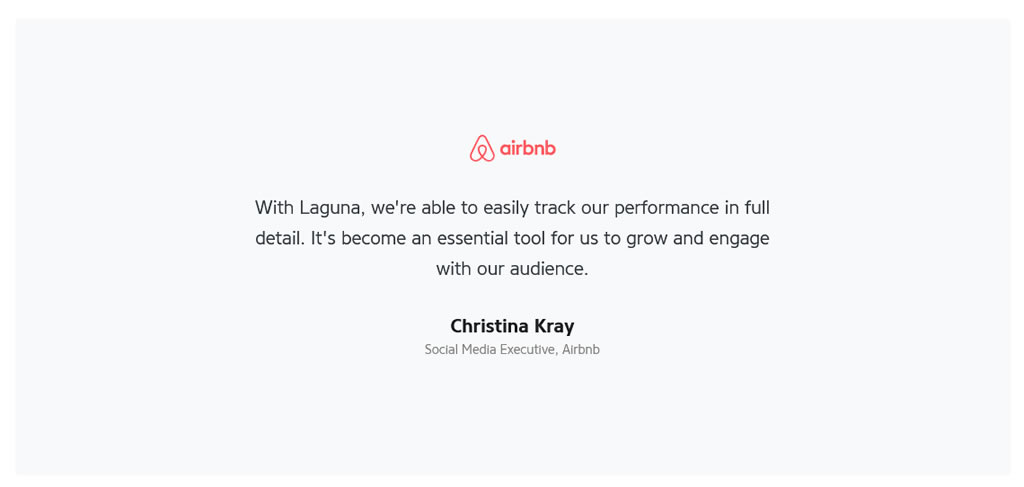 airbnb
With Laguna, we're able to easily track our performance in full
detail. It's become an essential tool for us to grow and engage
with our audience.
Christina Kray
Social Media Executive, Airbnb